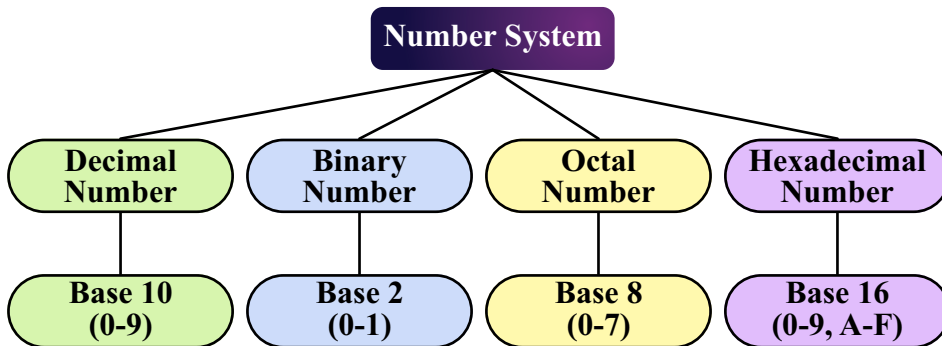 Number System
Decimal
Number
Binary
Number
Octal
Number
Hexadecimal
Number
Base 10
(0-9)
Base 2
(0-1)
Base 8
(0-7)
Base 16
(0-9, A-F)